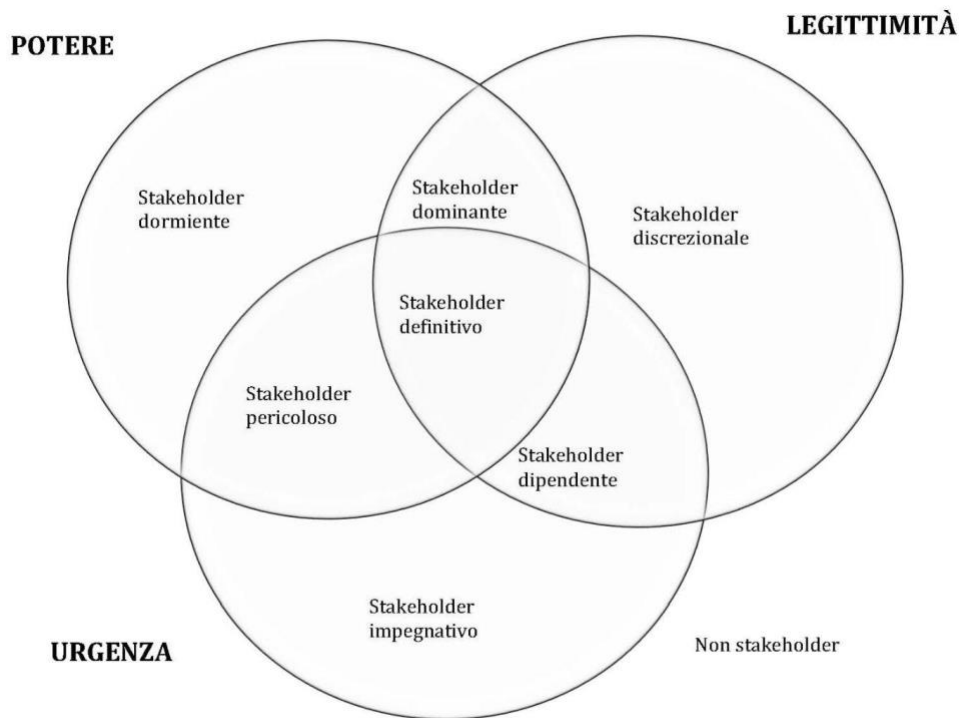 POTERE
LEGITTIMITÀ
Stakeholder
dormiente
Stakeholder
dominante
Stakeholder
discrezionale
Stakeholder
definitivo
Stakeholder
pericoloso
Stakeholder
dipendente
Stakeholder
impegnativo
URGENZA
Non stakeholder